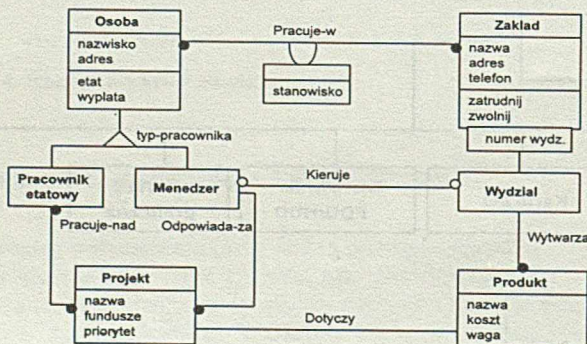 Osoba
nazwisko
adres
etat
wyplata
Pracuje-w
stanowisko
Zaklad
nazwa
adres
telefon
zatrudnij
zwolnij
numer wydz.
typ-pracownika
Pracownik
etatowy
Menedzer
Kieruje
Wydzial
Pracuje-nad
Odpowiada-za
Wytwarza
Projekt
nazwa
fundusze
priorytet
Dotyczy
Produkt
nazwa
koszt
waga